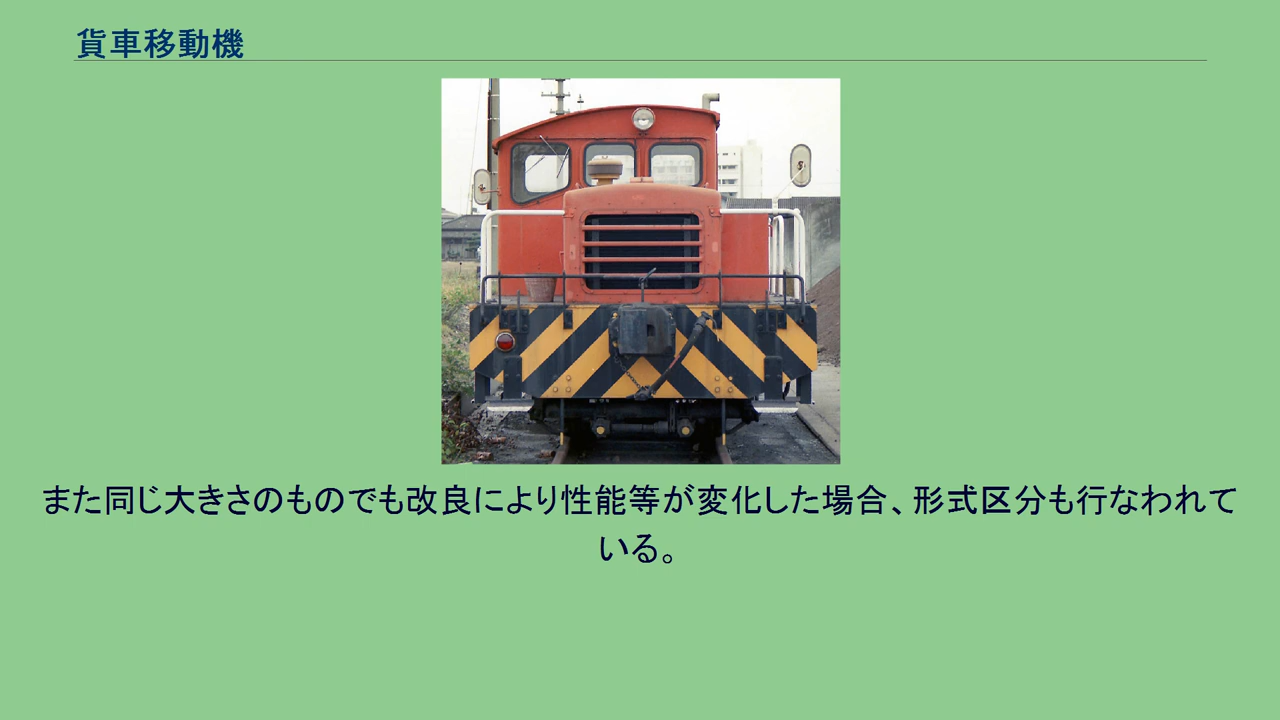 貨車移動機
また同じ大きさのものでも改良により性能等が変化した場合、形式区分も行なわれて
いる。